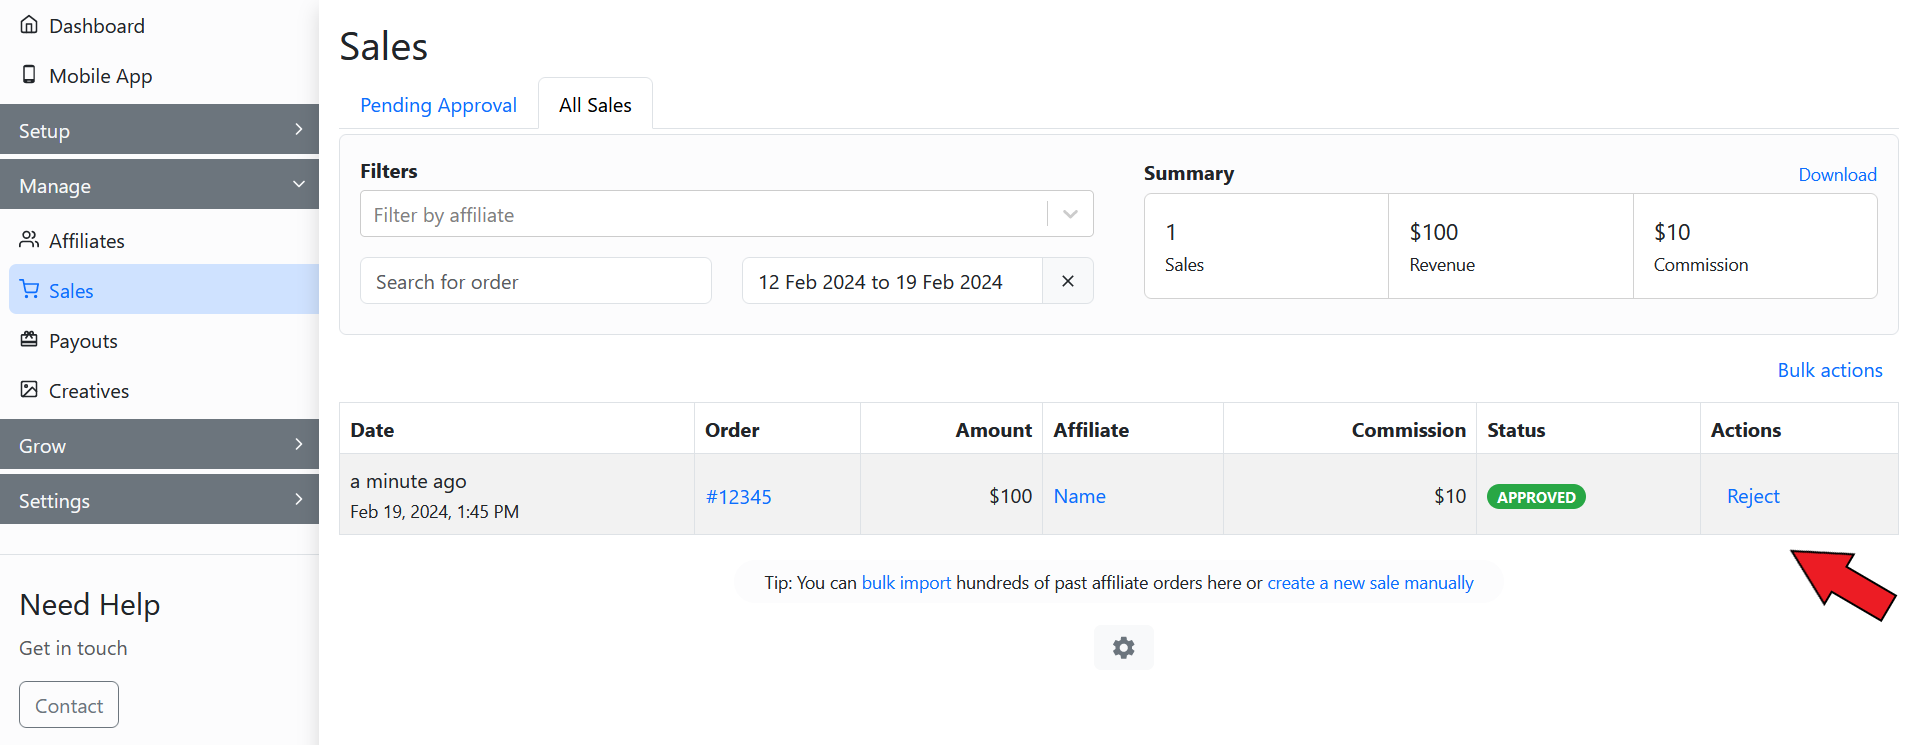 Dashboard
Mobile App
Setup
Manage
Affiliates
Sales
Payouts
Creatives
Grow
Settings
Need Help
Get in touch
Contact
Sales
Pending Approval
All Sales
Filters
Filter by affiliate
Search for order
12 Feb 2024 to 19 Feb 2024
Summary
Download
1
Sales
$100
Revenue
$10
Commission
Bulk actions
Date Order Amount Affiliate Commission Status Actions
a minute ago
Feb 19, 2024, 1:45 PM
#12345 $100 Name $10 APPROVED Reject
Tip: You can bulk import hundreds of past affiliate orders here or create a new sale manually